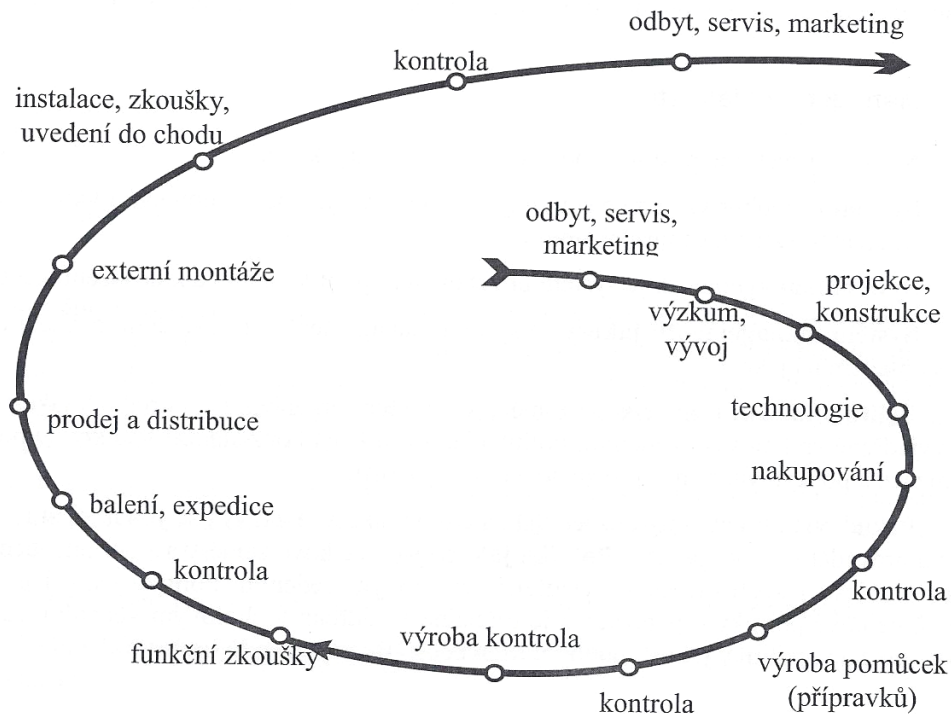 odbyt, servis, marketing
kontrola
instalace, zkoušky,
uvedení do chodu
externí montáže
odbyt, servis,
marketing
výzkum,
vývoj
projekce,
konstrukce
technologie
nakupování
prodej a distribuce
balení, expedice
kontrola
funkční zkoušky
výroba kontrola
kontrola
výroba pomůcek
(přípravků)
kontrola